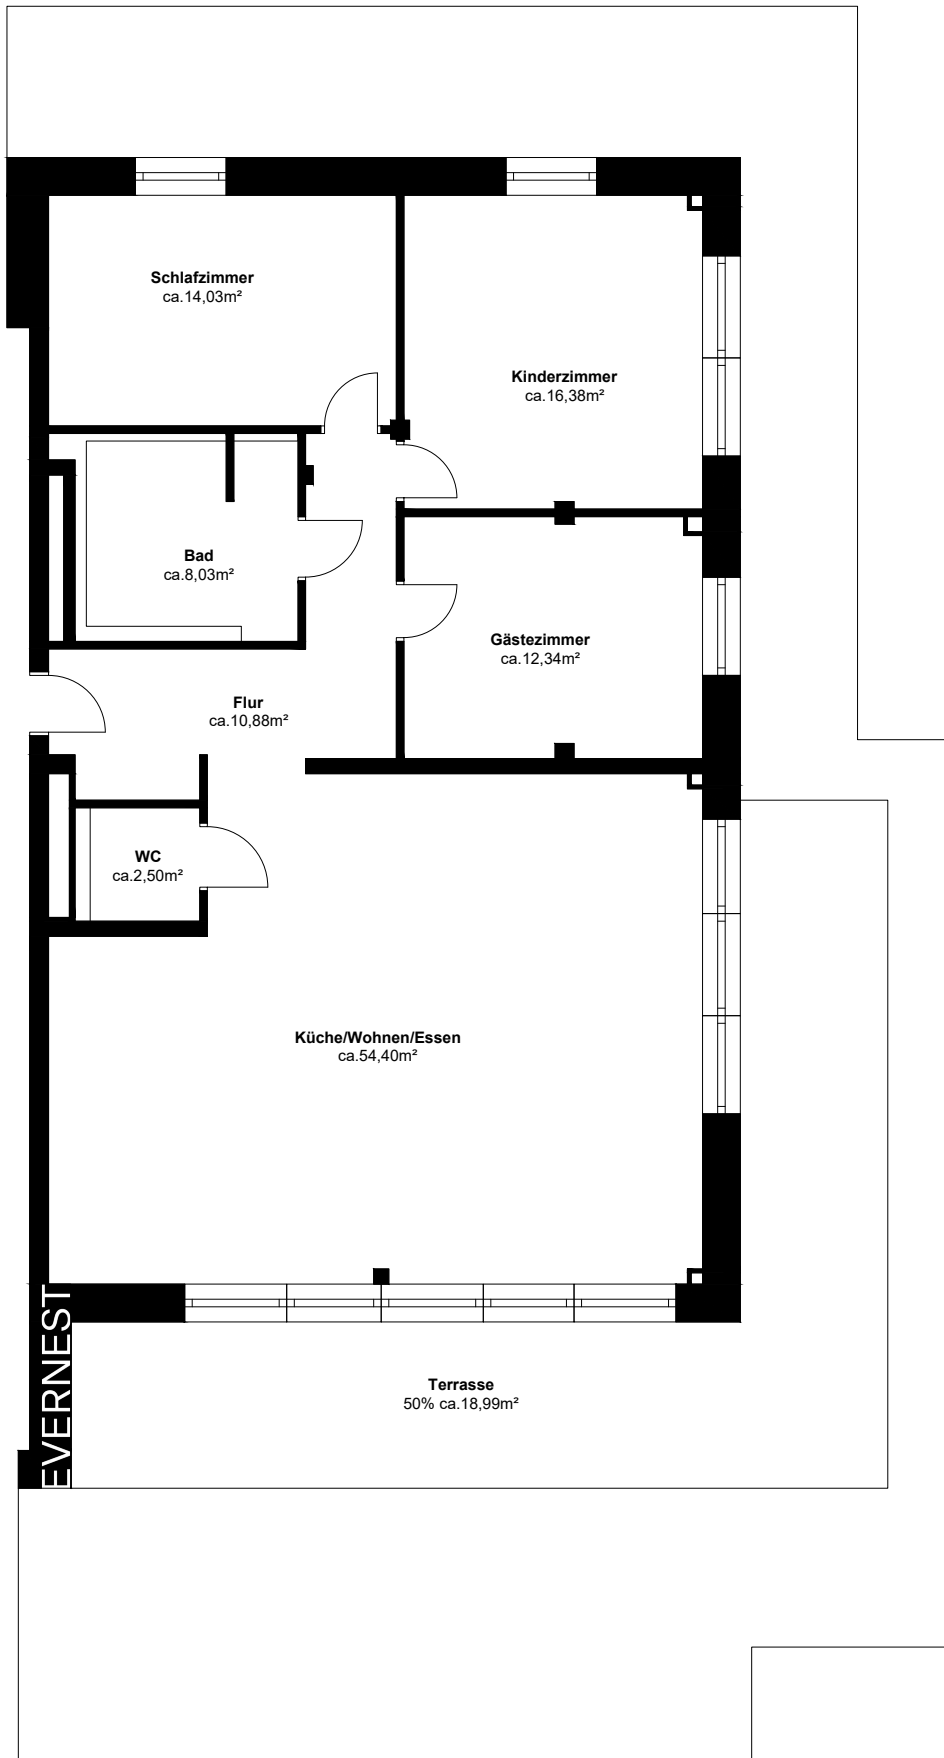 Schlafzimmer
ca.14,03m²
Kinderzimmer
ca.16,38m²
Bad
ca.8,03m²
Gästezimmer
ca.12,34m²
Flur
ca.10,88m²
WC
ca.2,50m²
Küche/Wohnen/Essen
ca.54,40m²
EVERNEST
Terrasse
50% ca.18,99m²